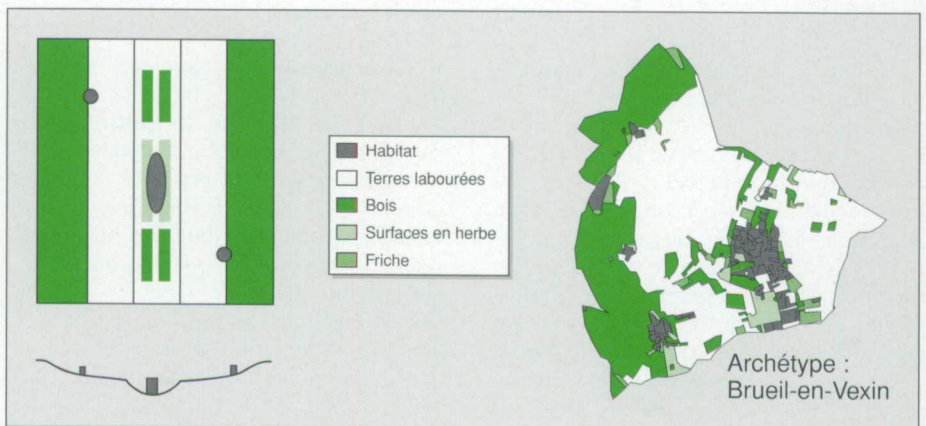 Habitat
Terres labourées
Bois
Surfaces en herbe
Friche
Archétype :
Brueil-en-Vexin